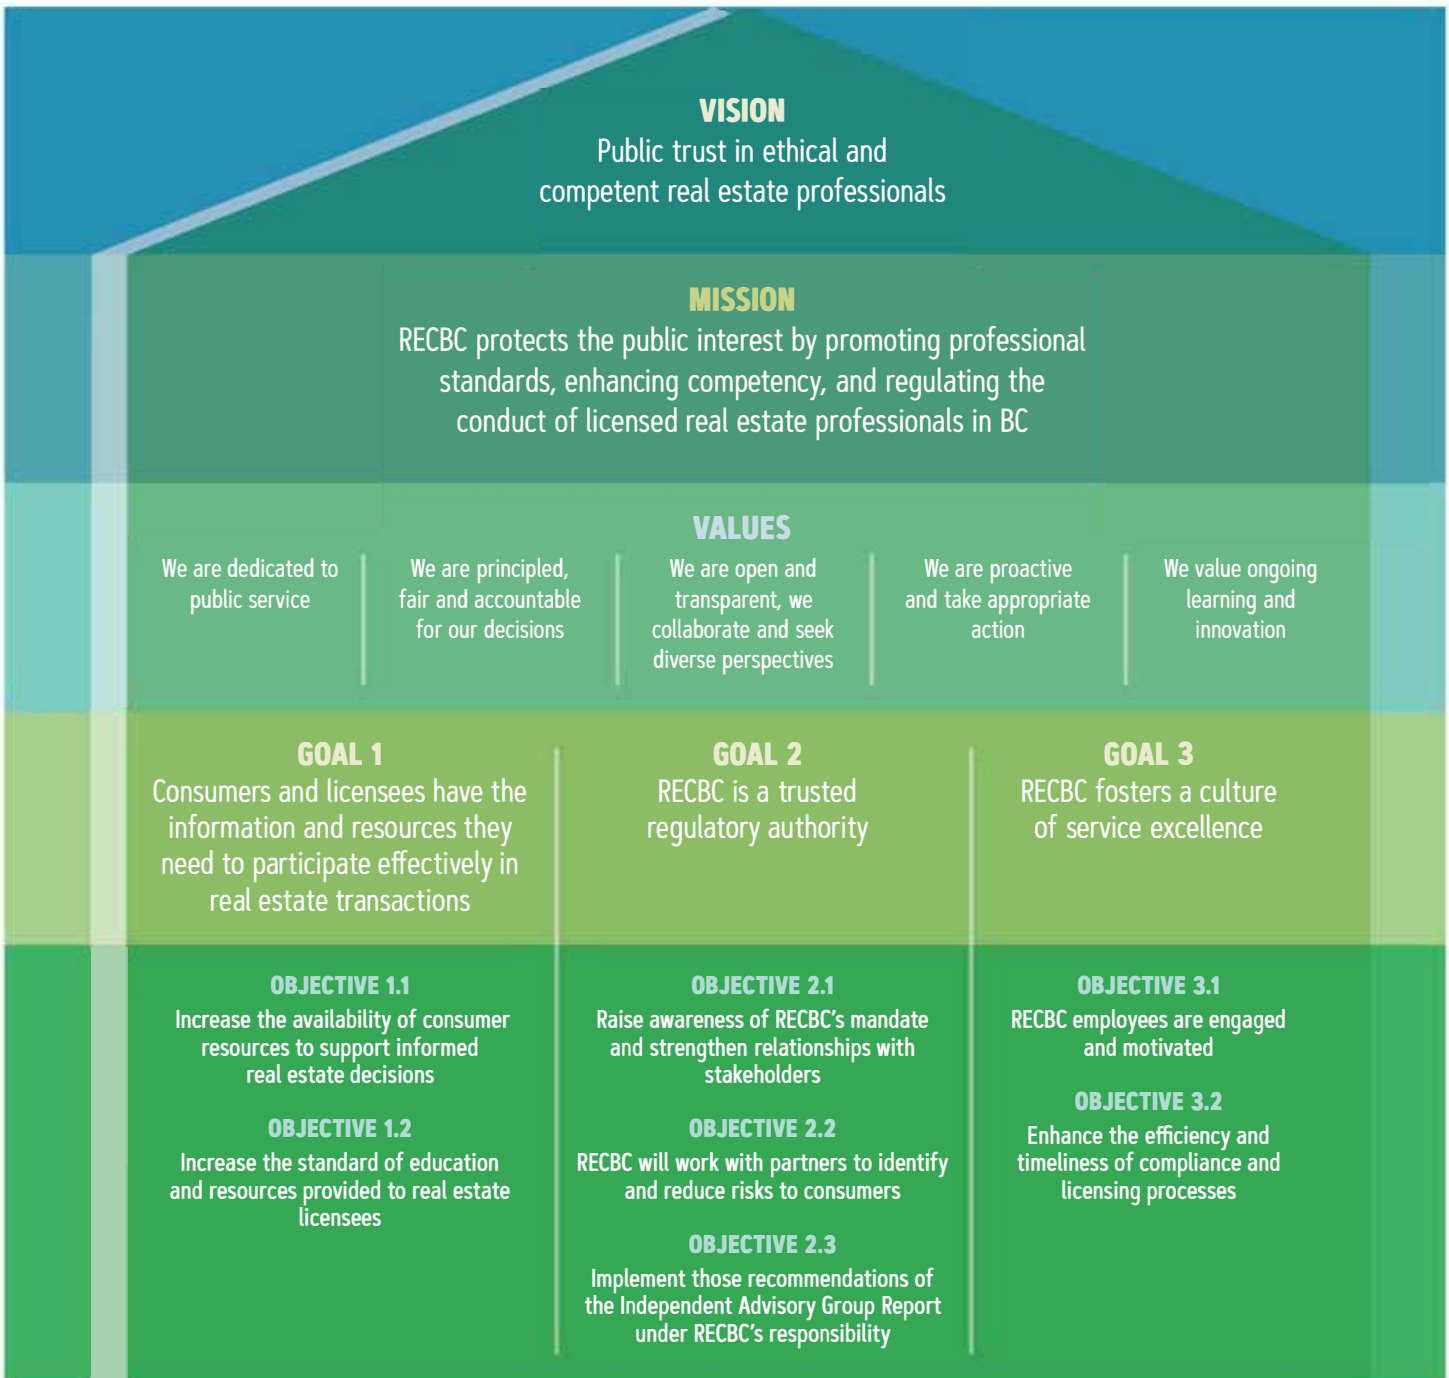 VISION
Public trust in ethical and
competent real estate professionals
MISSION
RECBC protects the public interest by promoting professional
standards, enhancing competency, and regulating the
conduct of licensed real estate professionals in BC
VALUES
We are dedicated to
public service
We are principled,
fair and accountable
for our decisions
We are open and
transparent, we
collaborate and seek
diverse perspectives
We are proactive
and take appropriate
action
We value ongoing
learning and
innovation
GOAL 1
Consumers and licensees have the
information and resources they
need to participate effectively in
real estate transactions
GOAL 2
RECBC is a trusted
regulatory authority
GOAL 3
RECBC fosters a culture
of service excellence
OBJECTIVE 1.1
Increase the availability of consumer
resources to support informed
real estate decisions
OBJECTIVE 1.2
Increase the standard of education
and resources provided to real estate
licensees
OBJECTIVE 2.1
Raise awareness of RECBC’s mandate
and strengthen relationships with
stakeholders
OBJECTIVE 2.2
RECBC will work with partners to identify
and reduce risks to consumers
OBJECTIVE 2.3
Implement those recommendations of
the Independent Advisory Group Report
under RECBC’s responsibility
OBJECTIVE 3.1
RECBC employees are engaged
and motivated
OBJECTIVE 3.2
Enhance the efficiency and
timeliness of compliance and
licensing processes